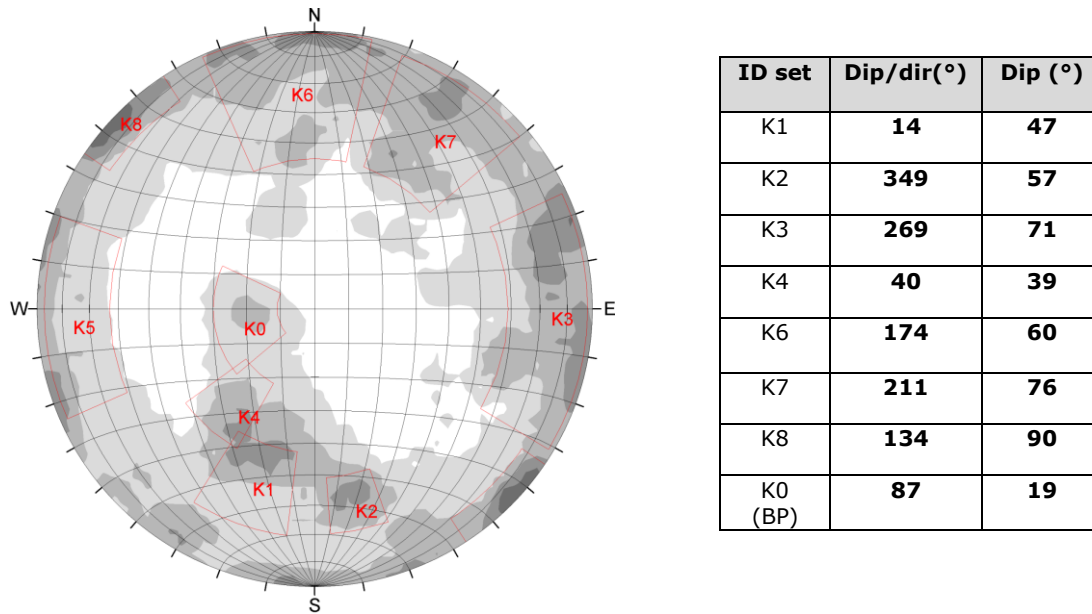 N
K6
K8
K7
W
E
K5
K0
K3
K4
K1
K2
S
ID set Dip/dir(°) Dip (°)
K1 14 47
K2 349 57
K3 269 71
K4 40 39
K6 174 60
K7 211 76
K8 134 90
K0 87 19
(BP)